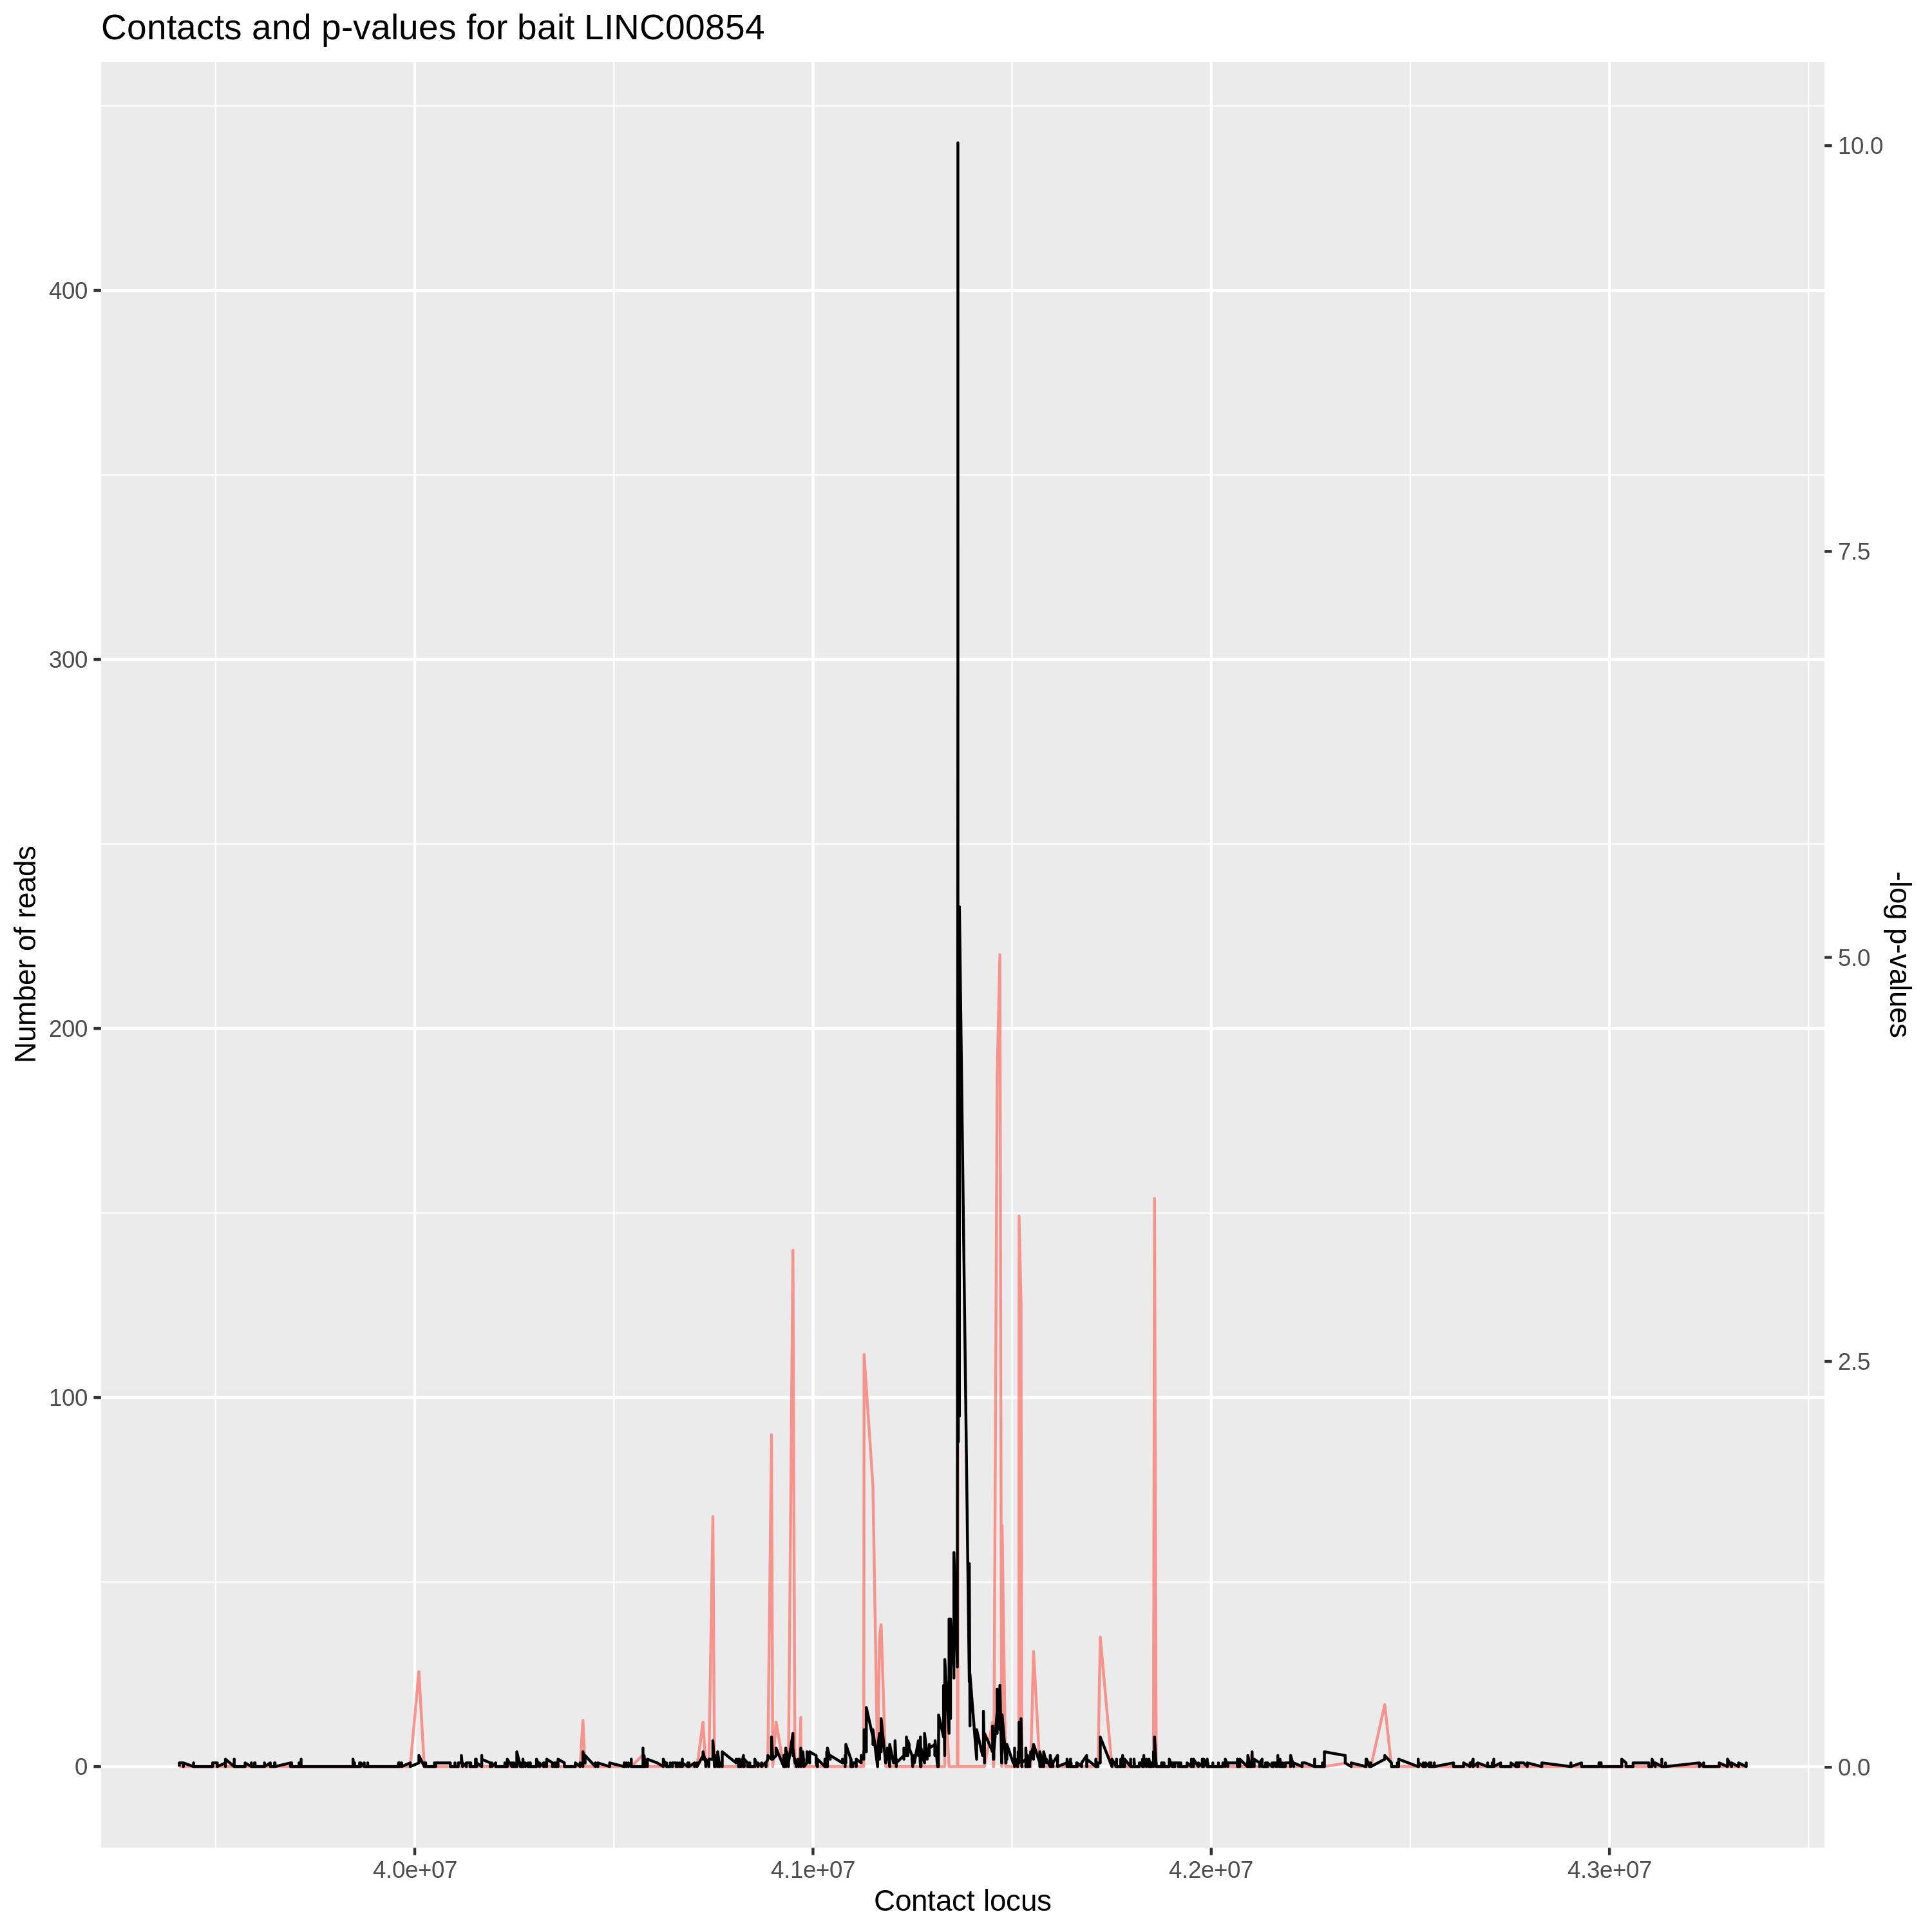 Contacts and p-values for bait LINC00854
Number of reads
400
300
200
100
0
10.0
7.5
5.0
2.5
0.0
-log p-values
4.0e+07
4.1e+07
4.2e+07
4.3e+07
Contact locus